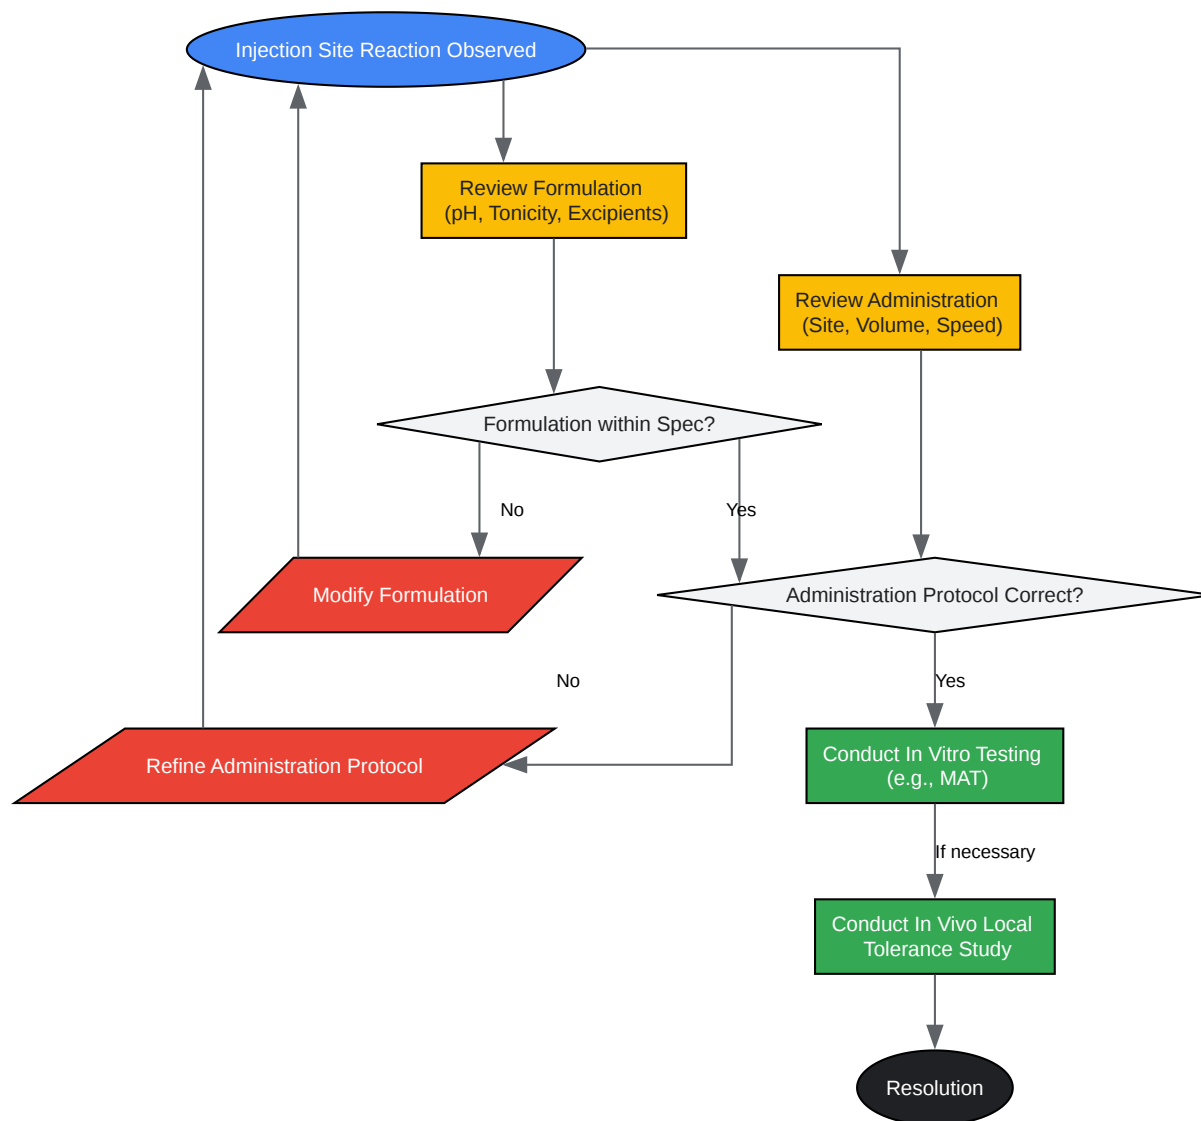 Injection Site Reaction Observed
Review Formulation
(pH, Tonicity, Excipients)
Review Administration
(Site, Volume, Speed)
Formulation within Spec?
No
Yes
Modify Formulation
Administration Protocol Correct?
No
Yes
Refine Administration Protocol
Conduct In Vitro Testing
(e.g., MAT)
If necessary
Conduct In Vivo Local
Tolerance Study
Resolution